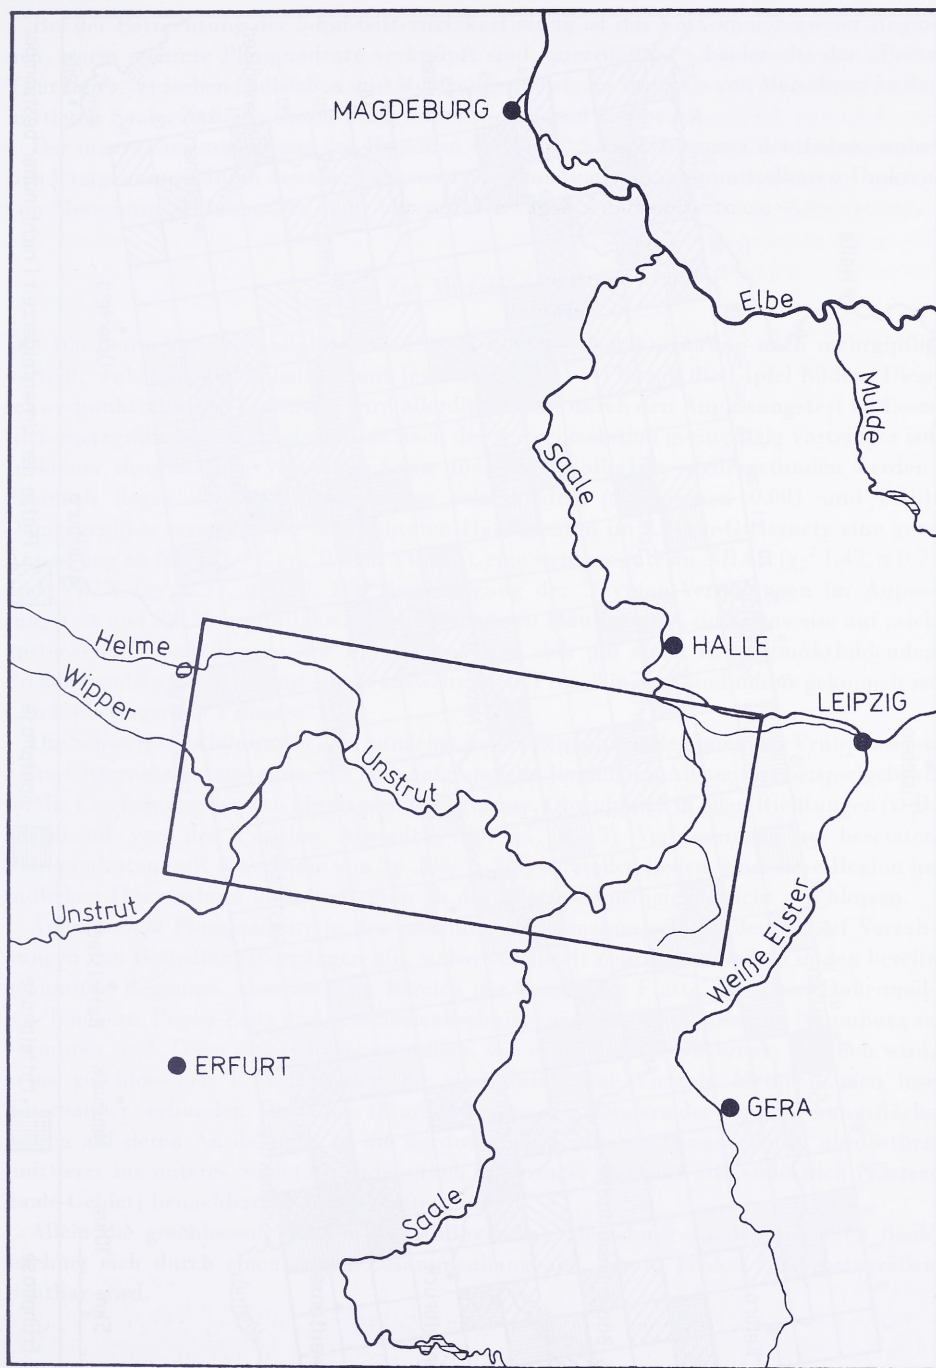 MAGDEBURG
Elbe
Mulde
Saale
Helme
HALLE
Wipper
LEIPZIG
Unstrut
Unstrut
Weiße Elster
ERFURT
GERA
Saale